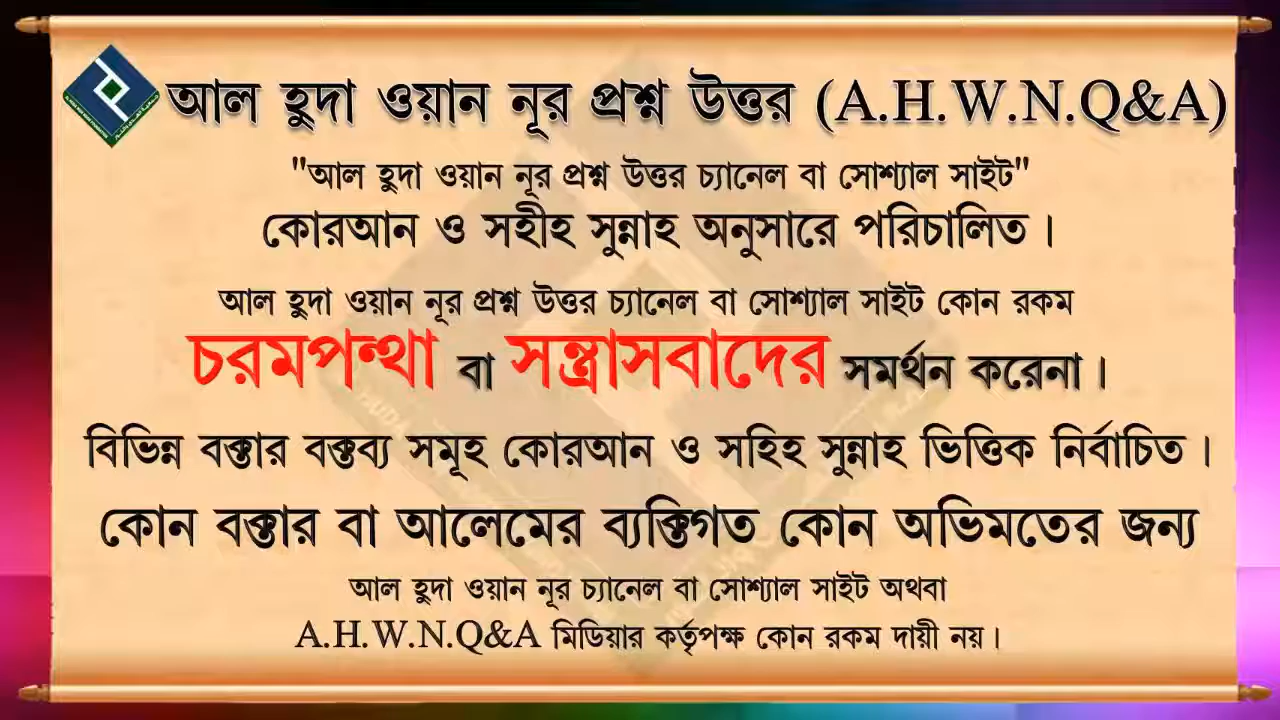 আল হুদা ওয়ান নূর প্রশ্ন উত্তর (A.H.W.N.Q&A)
"আল হুদা ওয়ান নূর প্রশ্ন উত্তর চ্যানেল বা সোশ্যাল সাইট"
কোরআন ও সহীহ সুন্নাহ অনুসারে পরিচালিত।
আল হুদা ওয়ান নূর প্রশ্ন উত্তর চ্যানেল বা সোশ্যাল সাইট কোন রকম
চরমপন্থা বা সন্ত্রাসবাদের সমর্থন করেনা।
বিভিন্ন বক্তার বক্তব্য সমূহ কোরআন ও সহিহ সুন্নাহ ভিত্তিক নির্বাচিত।
কোন বক্তার বা আলেমের ব্যক্তিগত কোন অভিমতের জন্য
আল হুদা ওয়ান নূর চ্যানেল বা সোশ্যাল সাইট অথবা
A.H.W.N.Q&A মিডিয়ার কর্তৃপক্ষ কোন রকম দায়ী নয়।